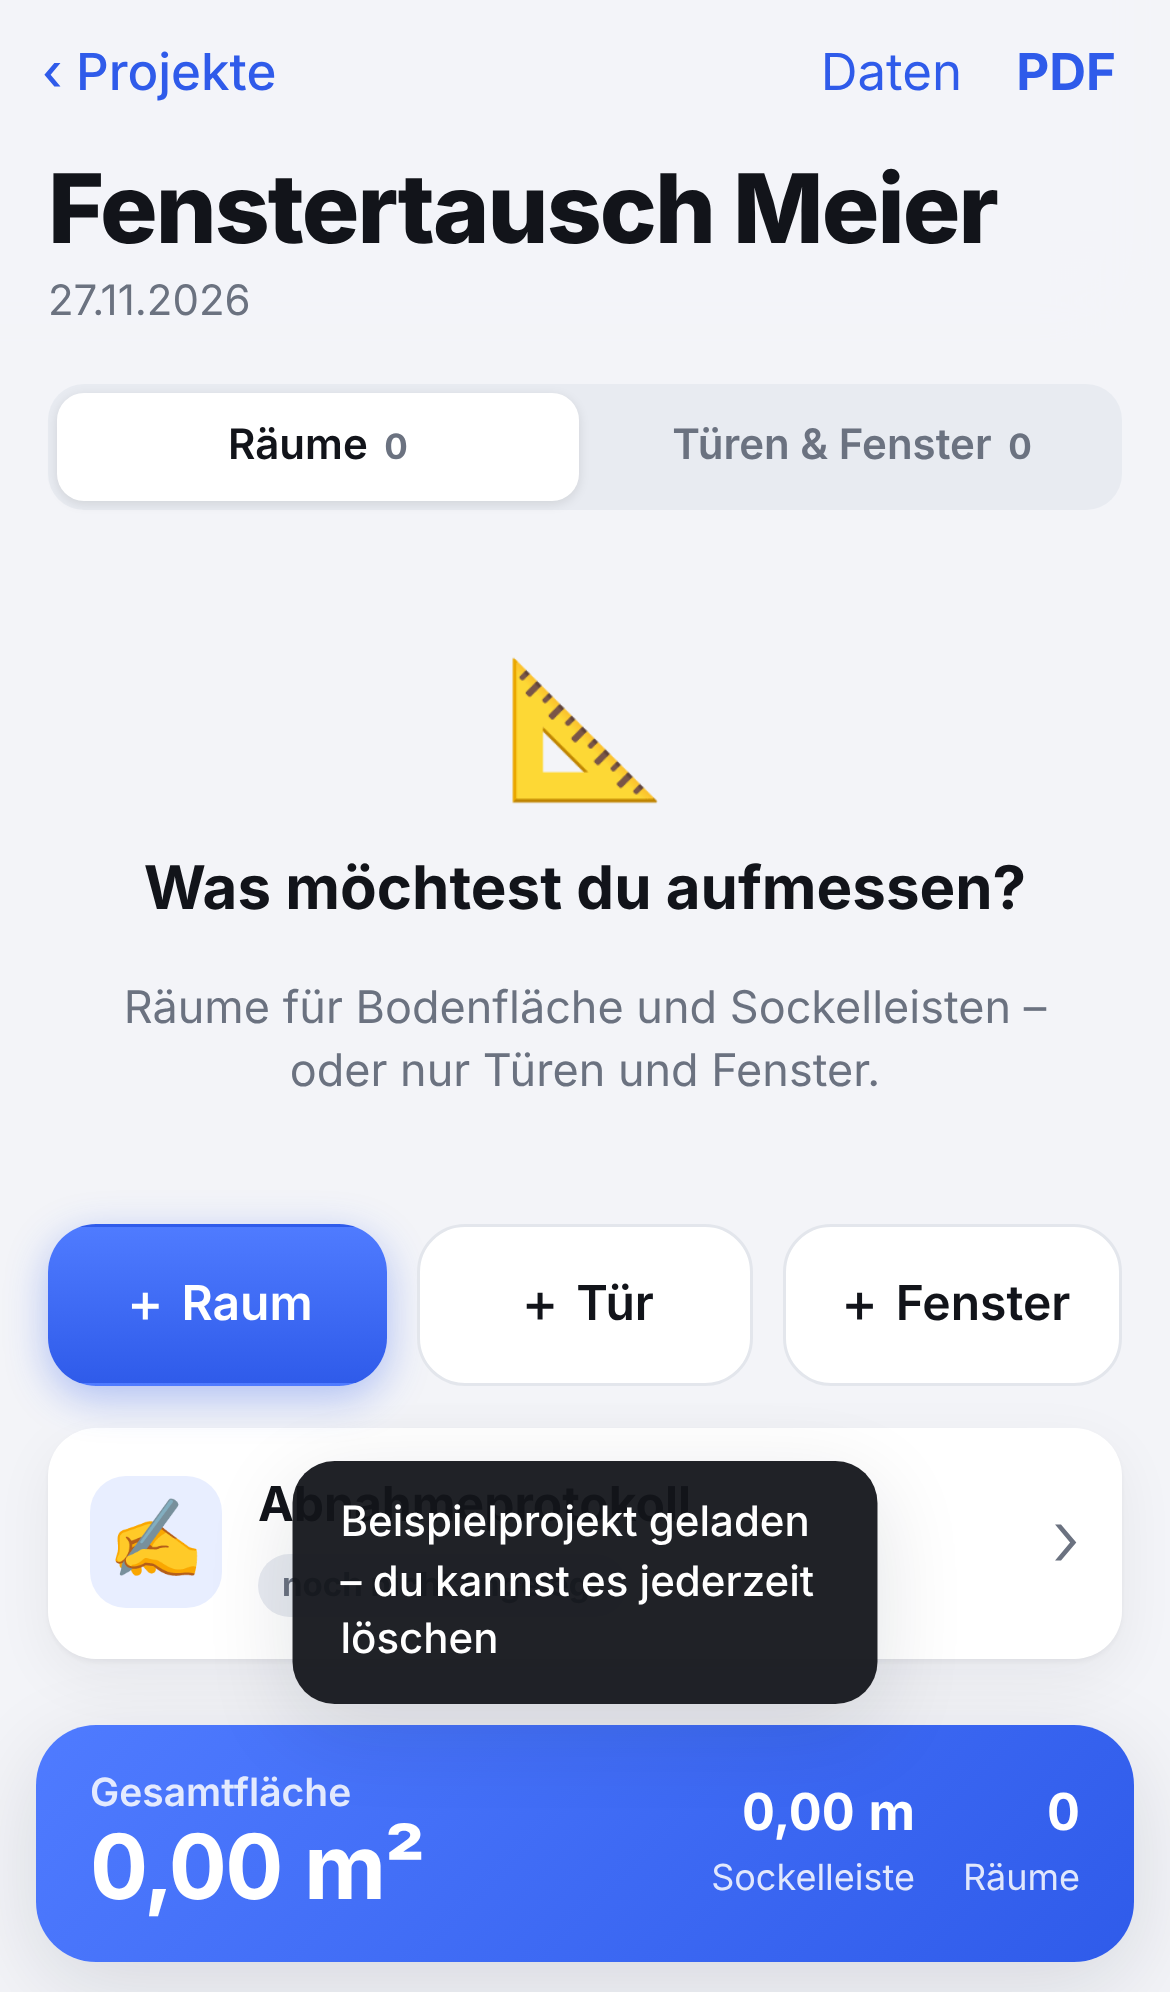 ‹ Projekte
Daten
PDF
Fenstertausch Meier
27.11.2026
Räume 0
Türen & Fenster 0
Was möchtest du aufmessen?
Räume für Bodenfläche und Sockelleisten –
oder nur Türen und Fenster.
+ Raum
+ Tür
+ Fenster
Abnahmeprotokoll
noch
Beispielprojekt geladen
– du kannst es jederzeit
löschen
Gesamtfläche
0,00 m²
0,00 m
Sockelleiste
0
Räume